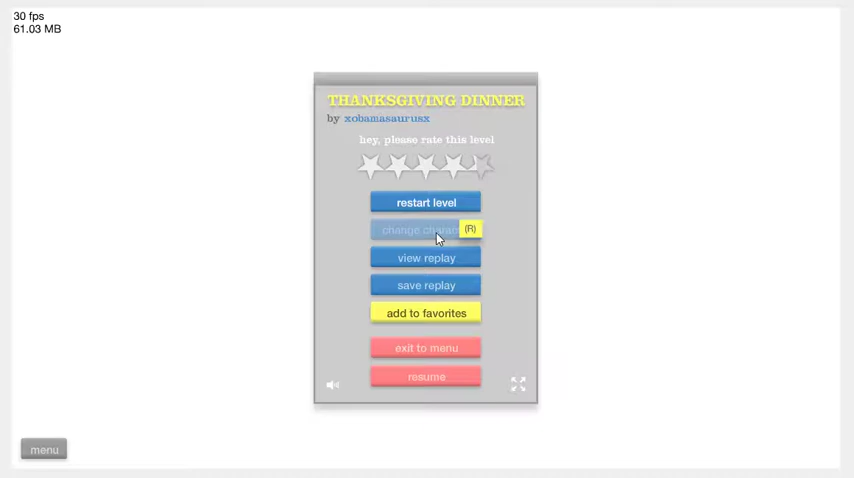 30 fps
61.03 MB
THANKSGIVING DINNER
by xobamasaurusx
hey, please rate this level
restart level
change (R)
view replay
save replay
add to favorites
exit to menu
resume
menu